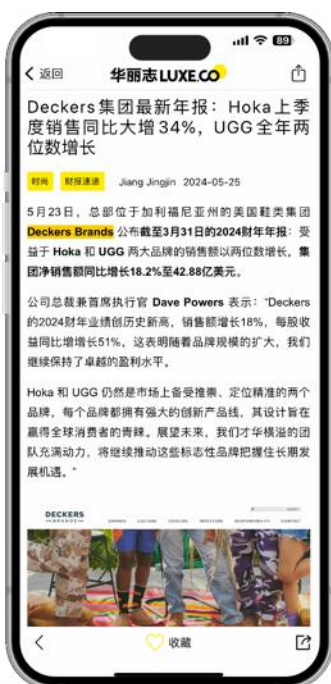 89
返回
华丽志 LUXE.CO
Deckers集团最新年报：Hoka上季
度销售同比大增34%，UGG全年两
位数增长
时尚 财报速递 Jiang Jingjin 2024-05-25
5月23日，总部位于加利福尼亚州的美国鞋类集团
Deckers Brands 公布截至3月31日的2024财年年报：受
益于 Hoka 和 UGG 两大品牌的销售额以两位数增长，集
团净销售额同比增长18.2%至42.88亿美元。
公司总裁兼首席执行官 Dave Powers 表示：“Deckers
的2024财年业绩创历史新高，销售额增长18%，每股收
益同比增增长51%，这表明随着品牌规模的扩大，我们
继续保持了卓越的盈利水平。
Hoka 和 UGG 仍然是市场上备受推崇、定位精准的两个
品牌，每个品牌都拥有强大的创新产品线，其设计旨在
赢得全球消费者的青睐。展望未来，我们才华横溢的团
队充满动力，将继续推动这些标志性品牌把握住长期发
展机遇。”
DECKERS
BRANDS
收藏